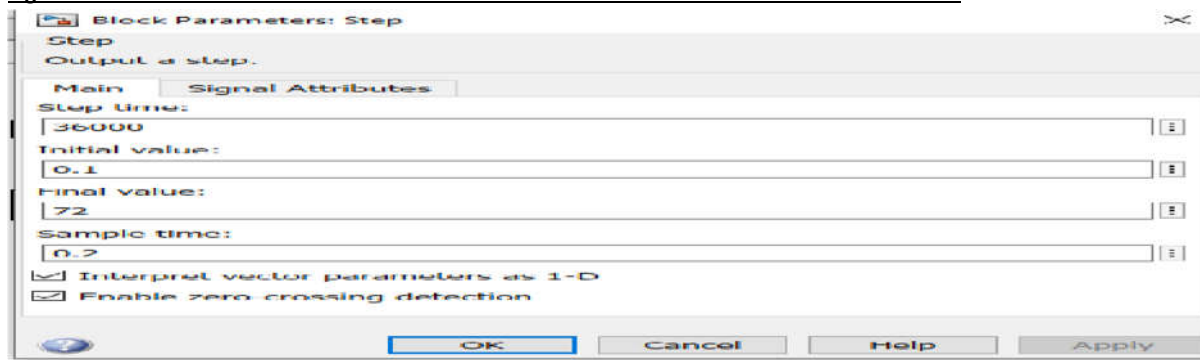 Block Parameters: Step
Step
Output a step.
Main Signal Attributes
Step time:
36000
Initial value:
0.1
Final value:
72
Sample time:
0.2
Interpret vector parameters as 1-D
Enable zero-crossing detection
OK Cancel Help Apply